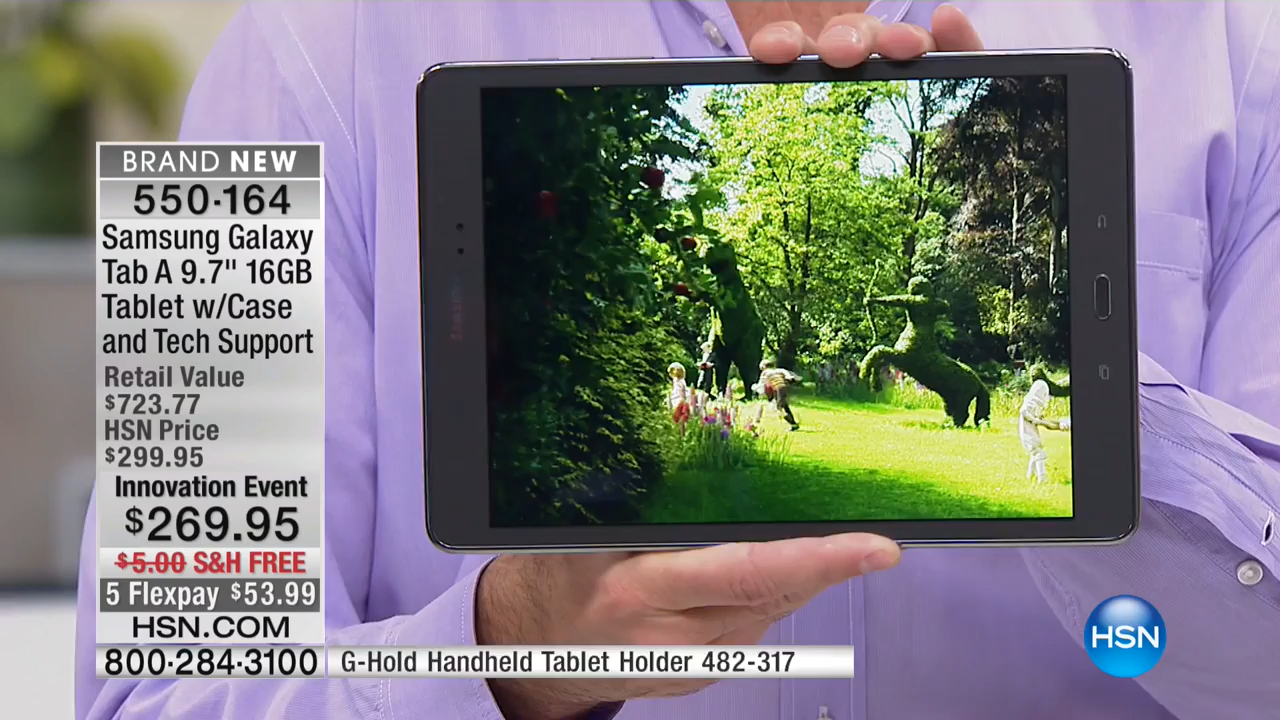 BRAND NEW
550·164
Samsung Galaxy
Tab A 9.7" 16GB
Tablet w/Case
and Tech Support
Retail Value
$723.77
HSN Price
$299.95
Innovation Event
$269.95
$5.00 S&H FREE
5 Flexpay $53.99
HSN.COM
800·284·3100
G-Hold Handheld Tablet Holder 482-317
SAMSUNG
HSN